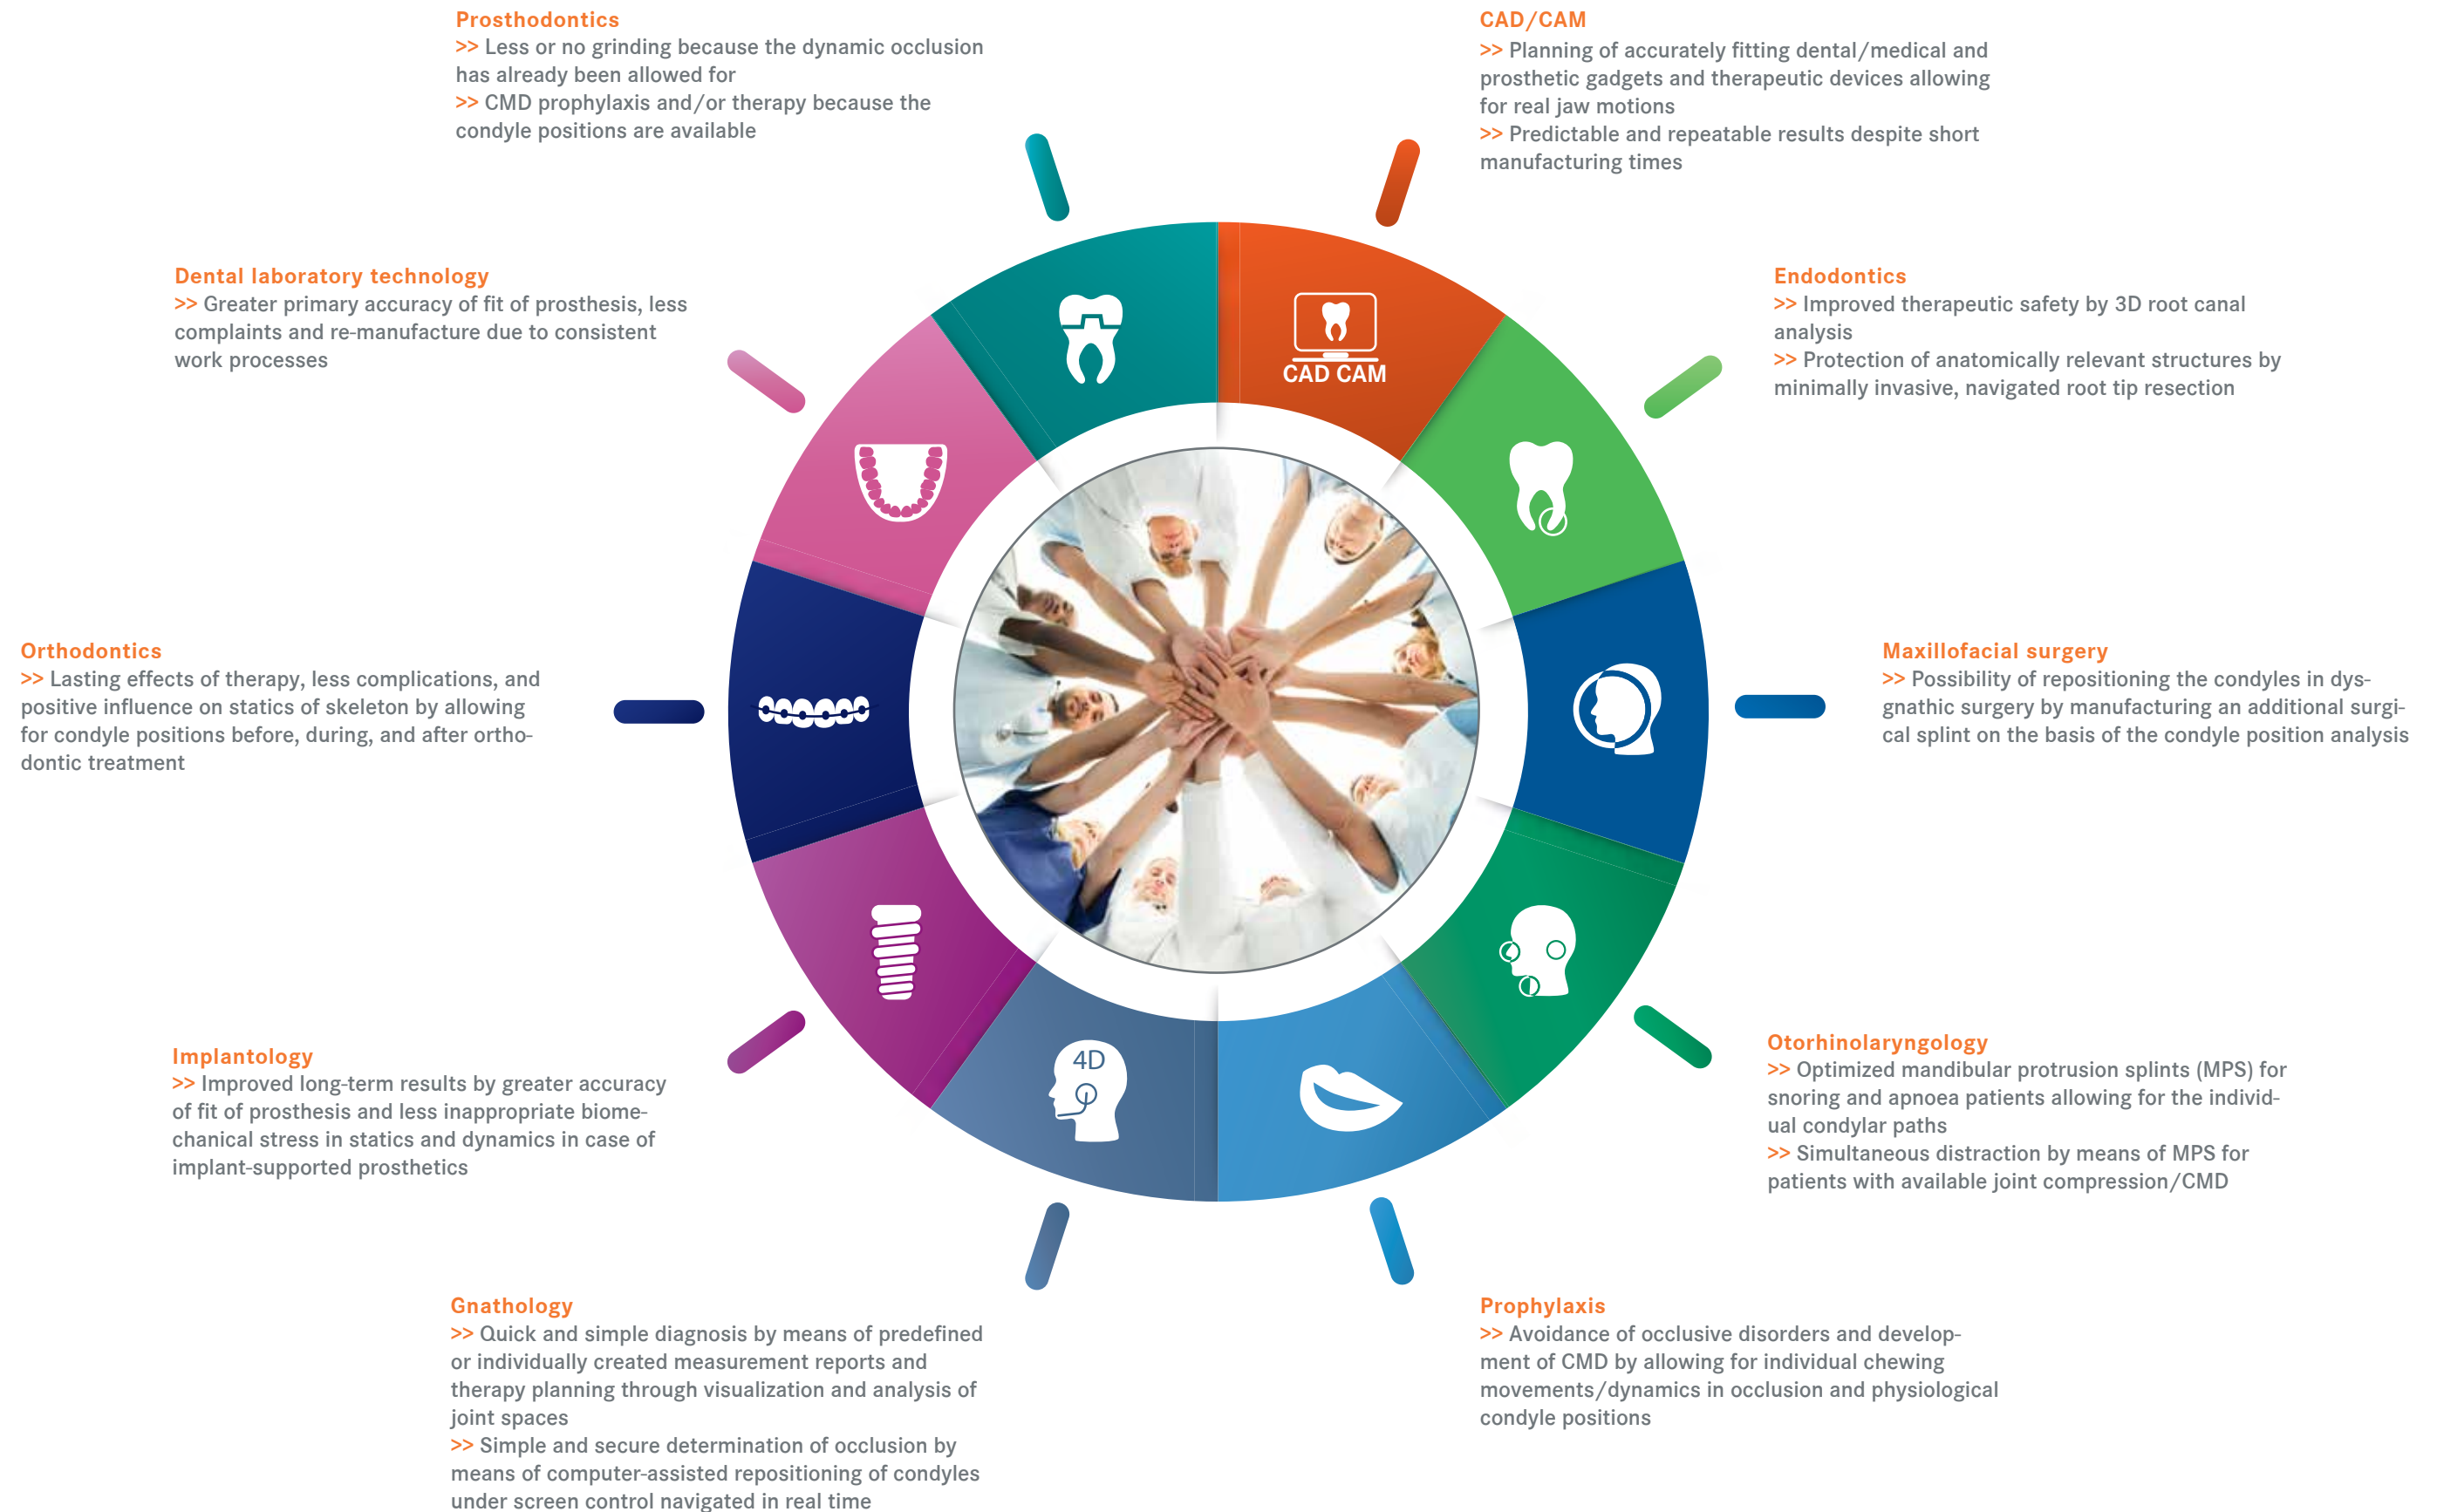 Prosthodontics
>> Less or no grinding because the dynamic occlusion
has already been allowed for
>> CMD prophylaxis and/or therapy because the
condyle positions are available
CAD/CAM
>> Planning of accurately fitting dental/medical and
prosthetic gadgets and therapeutic devices allowing
for real jaw motions
>> Predictable and repeatable results despite short
manufacturing times
Dental laboratory technology
>> Greater primary accuracy of fit of prosthesis, less
complaints and re-manufacture due to consistent
work processes
Endodontics
>> Improved therapeutic safety by 3D root canal
analysis
>> Protection of anatomically relevant structures by
minimally invasive, navigated root tip resection
CAD CAM
Orthodontics
>> Lasting effects of therapy, less complications, and
positive influence on statics of skeleton by allowing
for condyle positions before, during, and after ortho-
dontic treatment
Maxillofacial surgery
>> Possibility of repositioning the condyles in dys-
gnathic surgery by manufacturing an additional surgi-
cal splint on the basis of the condyle position analysis
Implantology
>> Improved long-term results by greater accuracy
of fit of prosthesis and less inappropriate biome-
chanical stress in statics and dynamics in case of
implant-supported prosthetics
4D
Otorhinolaryngology
>> Optimized mandibular protrusion splints (MPS) for
snoring and apnoea patients allowing for the individ-
ual condylar paths
>> Simultaneous distraction by means of MPS for
patients with available joint compression/CMD
Gnathology
>> Quick and simple diagnosis by means of predefined
or individually created measurement reports and
therapy planning through visualization and analysis of
joint spaces
>> Simple and secure determination of occlusion by
means of computer-assisted repositioning of condyles
under screen control navigated in real time
Prophylaxis
>> Avoidance of occlusive disorders and develop-
ment of CMD by allowing for individual chewing
movements/dynamics in occlusion and physiological
condyle positions